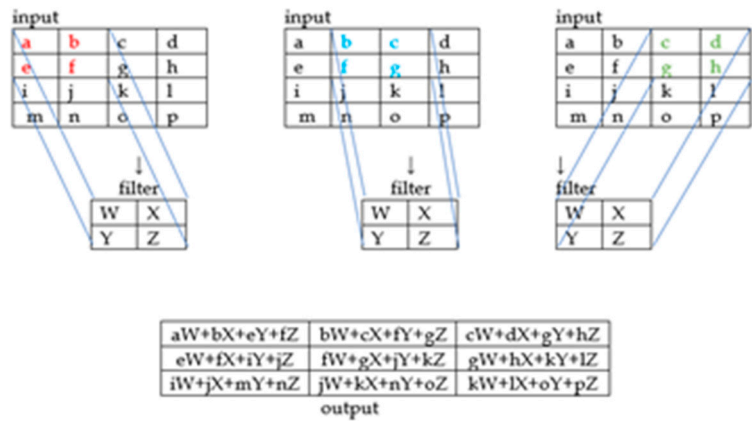 input
a b c d
e f g h
i j k l
m n o p
↓
filter
W X
Y Z
input
a b c d
e f g h
i j k l
m n o p
↓
filter
W X
Y Z
input
a b c d
e f g h
i j k l
m n o p
↓
filter
W X
Y Z
aW+bX+eY+fZ bW+cX+fY+gZ cW+dX+gY+hZ
eW+fX+iY+jZ fW+gX+jY+kZ gW+hX+kY+lZ
iW+jX+mY+nZ jW+kX+nY+oZ kW+lX+oY+pZ
output